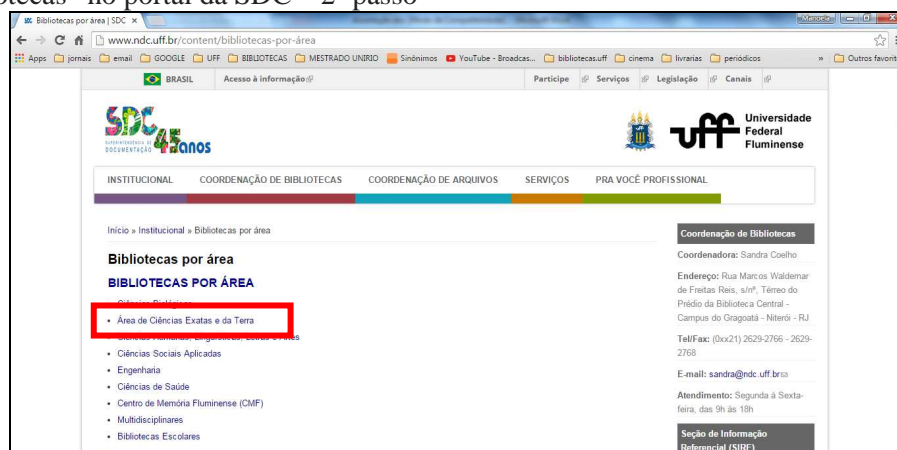 no portal da SDC – 2º passo
Bibliotecas por área | SDC ×
www.ndc.uff.br/content/bibliotecas-por-área
Apps jornais email GOOGLE UFF BIBLIOTECAS MESTRADO UNIRIO Sinônimos YouTube - Broadcas... bibliotecas.uff cinema livrarias periódicos » Outros favorit
BRASIL Acesso à informação Participe Serviços Legislação Canais
SDC 45 anos
SUPERINTENDÊNCIA DE
DOCUMENTAÇÃO
uff Universidade
Federal
Fluminense
INSTITUCIONAL COORDENAÇÃO DE BIBLIOTECAS COORDENAÇÃO DE ARQUIVOS SERVIÇOS PRA VOCÊ PROFISSIONAL
Início » Institucional » Bibliotecas por área
Bibliotecas por área
BIBLIOTECAS POR ÁREA
Área de Ciências Exatas e da Terra
Ciências Sociais Aplicadas
Engenharia
Ciências de Saúde
Centro de Memória Fluminense (CMF)
Multidisciplinares
Bibliotecas Escolares
Coordenação de Bibliotecas
Coordenadora: Sandra Coelho
Endereço: Rua Marcos Waldemar
de Freitas Reis, s/nº, Térreo do
Prédio da Biblioteca Central -
Campus do Gragoatá - Niterói - RJ
Tel/Fax: (0xx21) 2629-2766 - 2629-
2768
E-mail: sandra@ndc.uff.br
Atendimento: Segunda à Sexta-
feira, das 9h às 18h
Seção de Informação
Referencial (SIRE)